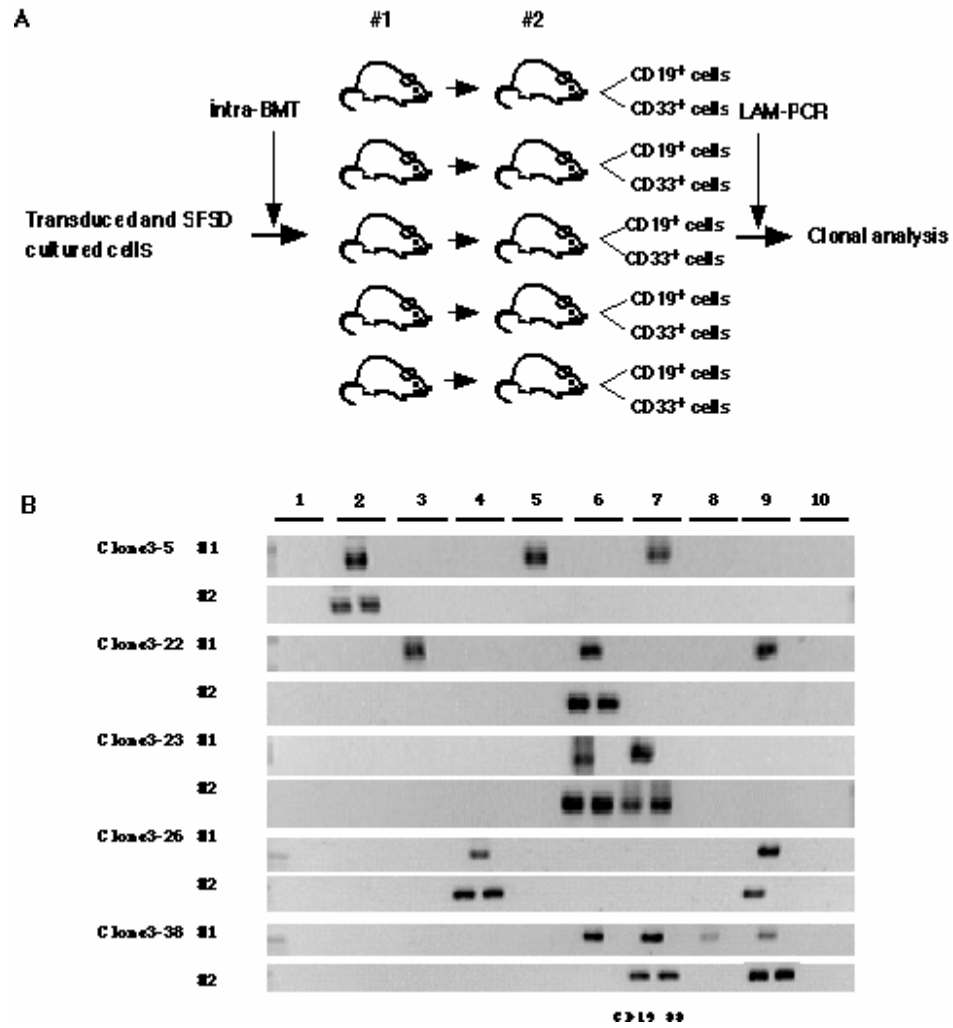 A
#1 #2
CD19+ cells
CD33+ cells
intra-BMT
LAM-PCR
CD19+ cells
CD33+ cells
Transduced and SFSD
cultured cells
CD19+ cells
CD33+ cells
Clonal analysis
CD19+ cells
CD33+ cells
CD19+ cells
CD33+ cells
B
1 2 3 4 5 6 7 8 9 10
Clone3-5 #1
#2
Clone3-22 #1
#2
Clone3-23 #1
#2
Clone3-26 #1
#2
Clone3-38 #1
#2